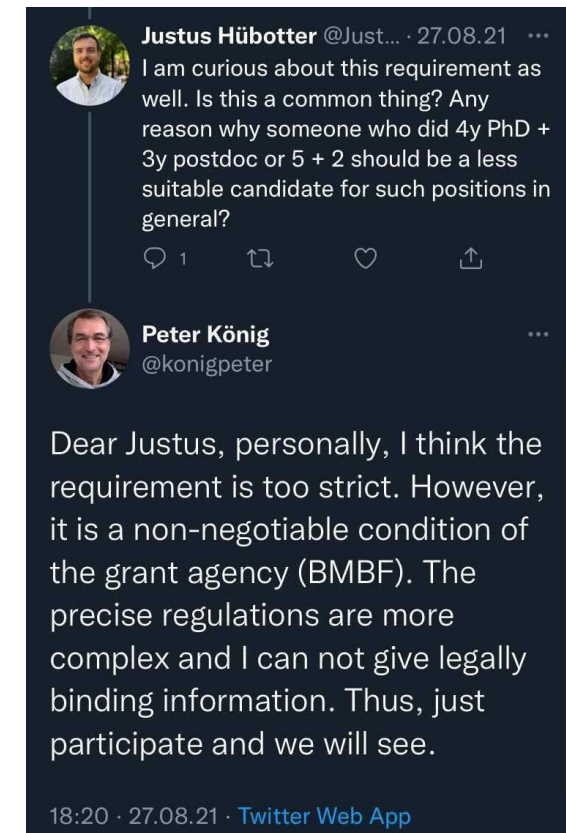 Justus Hübotter @Just... · 27.08.21 ...
I am curious about this requirement as
well. Is this a common thing? Any
reason why someone who did 4y PhD +
3y postdoc or 5 + 2 should be a less
suitable candidate for such positions in
general?
1
Peter König ...
@konigpeter
Dear Justus, personally, I think the
requirement is too strict. However,
it is a non-negotiable condition of
the grant agency (BMBF). The
precise regulations are more
complex and I can not give legally
binding information. Thus, just
participate and we will see.
18:20 · 27.08.21 · Twitter Web App